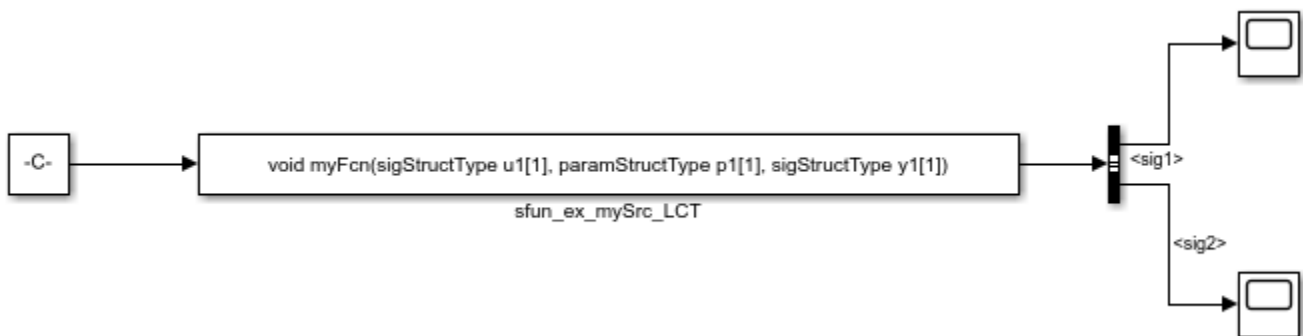 -C-
void myFcn(sigStructType u1[1], paramStructType p1[1], sigStructType y1[1])
sfun_ex_mySrc_LCT
<sig1>
<sig2>